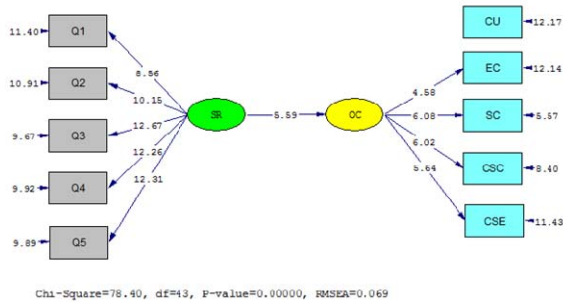 11.40 Q1
10.91 Q2
9.67 Q3
9.92 Q4
9.89 Q5
8.56
10.15
12.67
12.26
12.31
SR
5.59
OC
4.58
6.08
6.02
5.64
CU 12.17
EC 12.14
SC 5.57
CSC 8.40
CSE 11.43
Chi-Square=78.40, df=43, P-value=0.00000, RMSEA=0.069